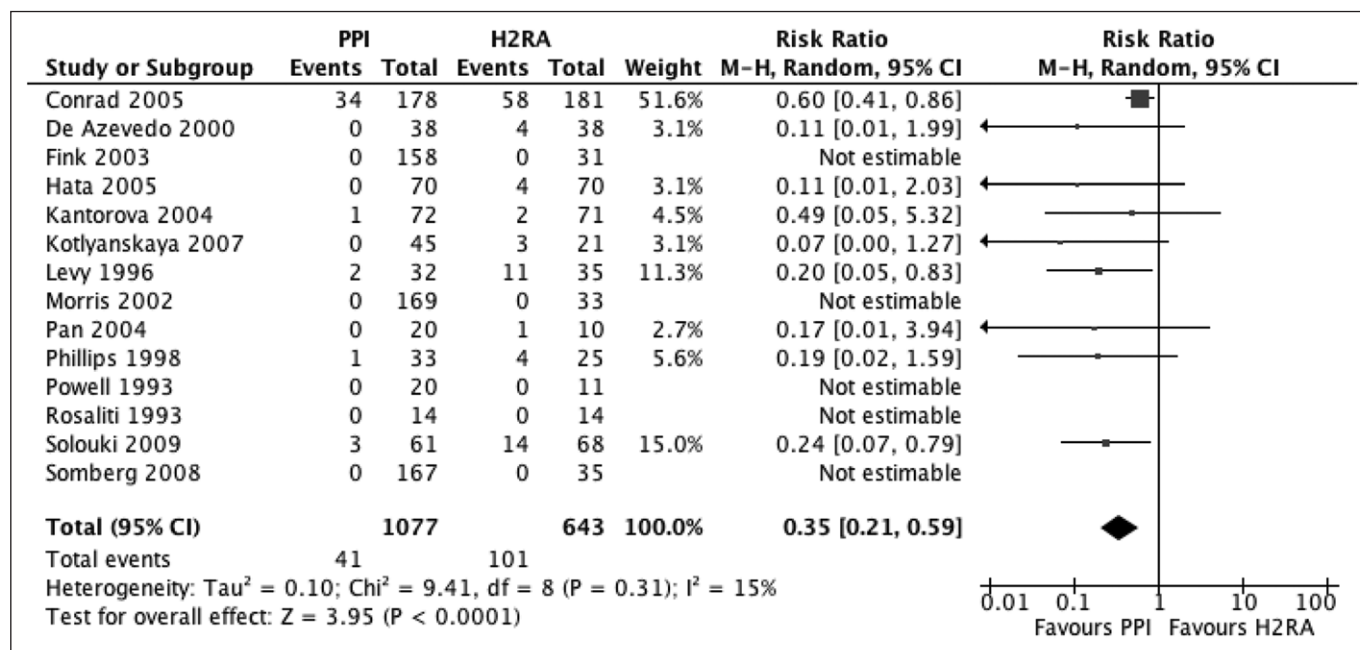 PPI H2RA Risk Ratio Risk Ratio
Study or Subgroup Events Total Events Total Weight M-H, Random, 95% CI M-H, Random, 95% CI
Conrad 2005 34 178 58 181 51.6% 0.60 [0.41, 0.86]
De Azevedo 2000 0 38 4 38 3.1% 0.11 [0.01, 1.99]
Fink 2003 0 158 0 31 Not estimable
Hata 2005 0 70 4 70 3.1% 0.11 [0.01, 2.03]
Kantorova 2004 1 72 2 71 4.5% 0.49 [0.05, 5.32]
Kotlyanskaya 2007 0 45 3 21 3.1% 0.07 [0.00, 1.27]
Levy 1996 2 32 11 35 11.3% 0.20 [0.05, 0.83]
Morris 2002 0 169 0 33 Not estimable
Pan 2004 0 20 1 10 2.7% 0.17 [0.01, 3.94]
Phillips 1998 1 33 4 25 5.6% 0.19 [0.02, 1.59]
Powell 1993 0 20 0 11 Not estimable
Rosaliti 1993 0 14 0 14 Not estimable
Solouki 2009 3 61 14 68 15.0% 0.24 [0.07, 0.79]
Somberg 2008 0 167 0 35 Not estimable
Total (95% CI) 1077 643 100.0% 0.35 [0.21, 0.59]
Total events 41 101
Heterogeneity: Tau² = 0.10; Chi² = 9.41, df = 8 (P = 0.31); I² = 15%
Test for overall effect: Z = 3.95 (P < 0.0001)
0.01 0.1 1 10 100
Favours PPI Favours H2RA